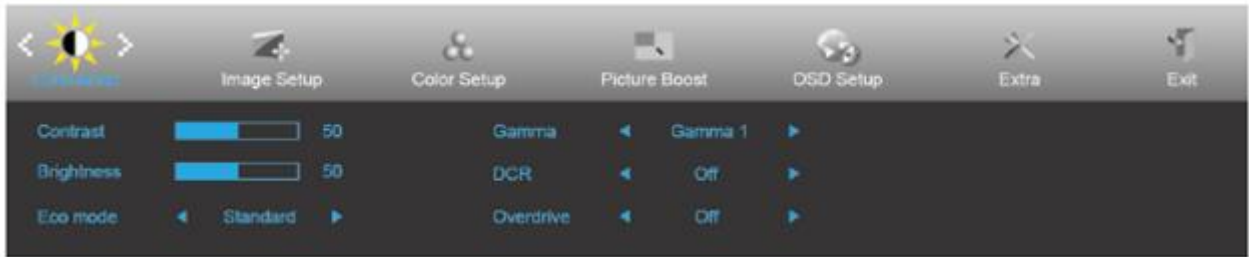 Image Setup Color Setup Picture Boost OSD Setup Extra Exit
Contrast 50 Gamma Gamma 1
Brightness 50 DCR Off
Eco mode Standard Overdrive Off